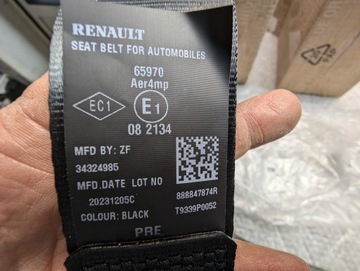 RENAULT
SEAT BELT FOR AUTOMOBILES
65970
Aer4mp
EC1
E1
08 2134
MFD BY: ZF
34324985
MFD.DATE LOT NO
20231205C
888847874R
COLOUR: BLACK
T9339P0052
PRE